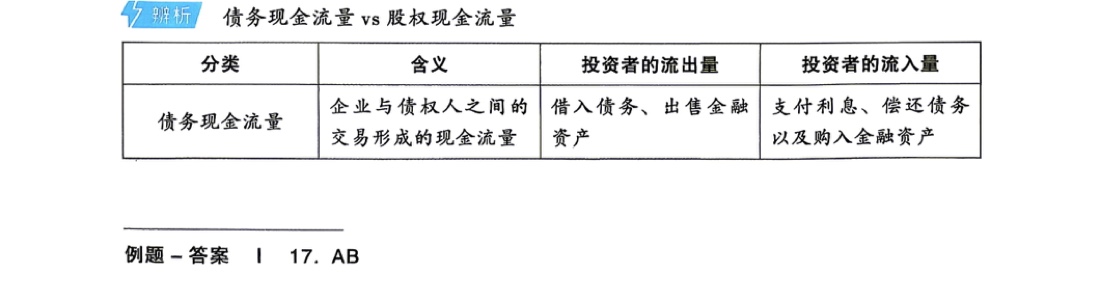 辨析 债务现金流量 vs 股权现金流量
分类 含义 投资者的流出量 投资者的流入量
债务现金流量 企业与债权人之间的交易形成的现金流量 借入债务、出售金融资产 支付利息、偿还债务以及购入金融资产
例题－答案 | 17. AB